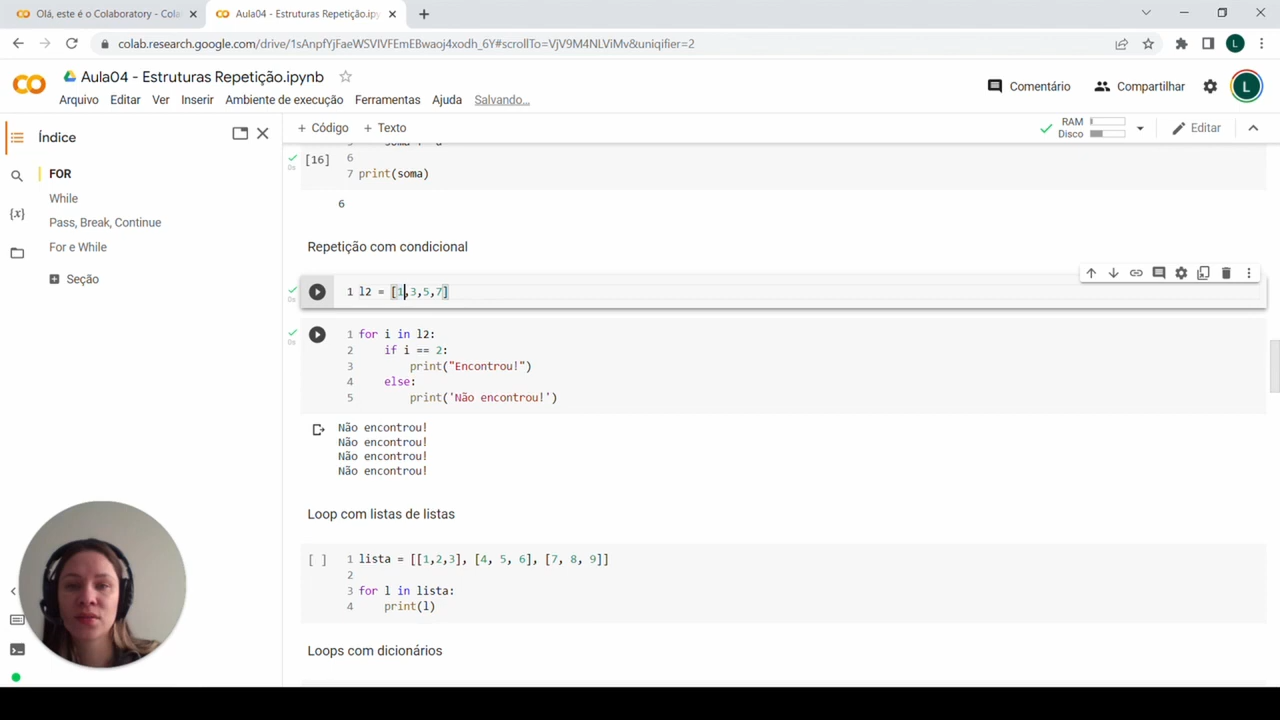 Olá, este é o Colaboratory - Cola
Aula04 - Estruturas Repetição.ipy
colab.research.google.com/drive/1sAnpfYjFaeWSVIVFEmEBwaoj4xodh_6Y#scrollTo=VjV9M4NLViMv&uniqifier=2
L
Aula04 - Estruturas Repetição.ipynb
Comentário
Compartilhar
L
Arquivo Editar Ver Inserir Ambiente de execução Ferramentas Ajuda Salvando...
Índice
+ Código + Texto
RAM
Disco
Editar
FOR
While
Pass, Break, Continue
For e While
Seção
{x}
[16]
0s
6
7 print(soma)
6
Repetição com condicional
0s
1 l2 = [1,3,5,7]
0s
1 for i in l2:
2 if i == 2:
3 print("Encontrou!")
4 else:
5 print('Não encontrou!')
Não encontrou!
Não encontrou!
Não encontrou!
Não encontrou!
Loop com listas de listas
[ ]
1 lista = [[1,2,3], [4, 5, 6], [7, 8, 9]]
2
3 for l in lista:
4 print(l)
Loops com dicionários